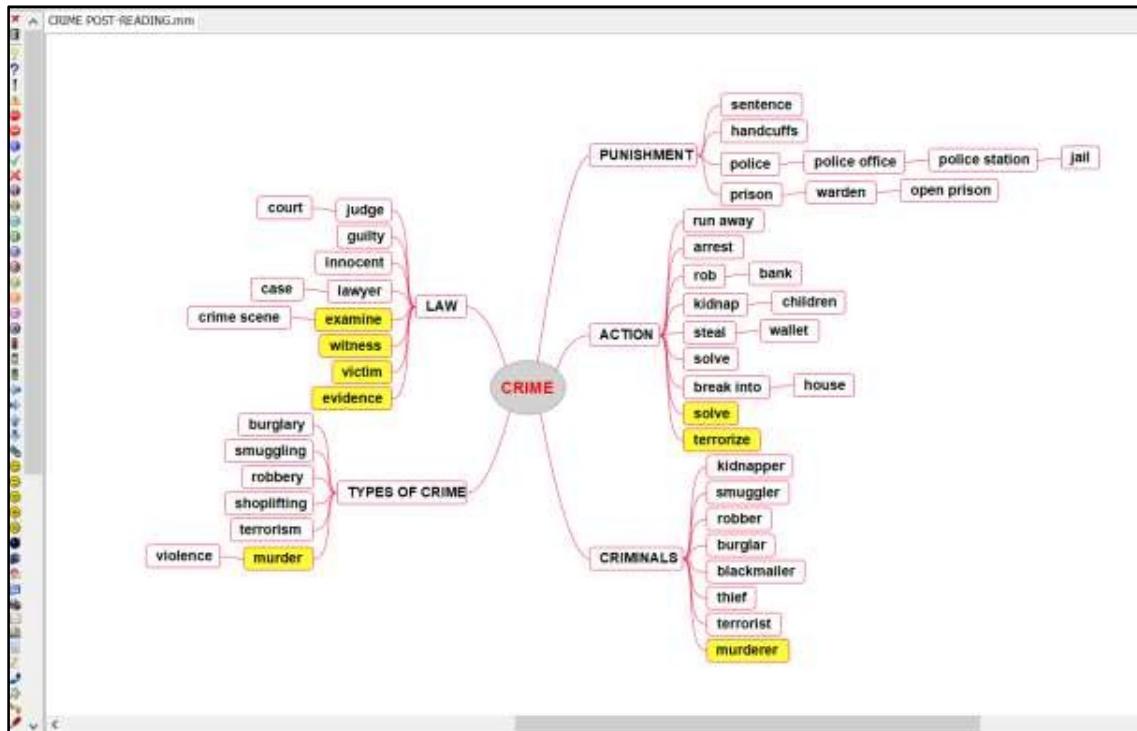 CRIME POST-READING.mm
CRIME
PUNISHMENT
sentence
handcuffs
police
police office
police station
jail
prison
warden
open prison
ACTION
run away
arrest
rob
bank
kidnap
children
steal
wallet
solve
break into
house
solve
terrorize
CRIMINALS
kidnapper
smuggler
robber
burglar
blackmailer
thief
terrorist
murderer
LAW
judge
court
guilty
innocent
lawyer
case
examine
crime scene
witness
victim
evidence
TYPES OF CRIME
burglary
smuggling
robbery
shoplifting
terrorism
murder
violence